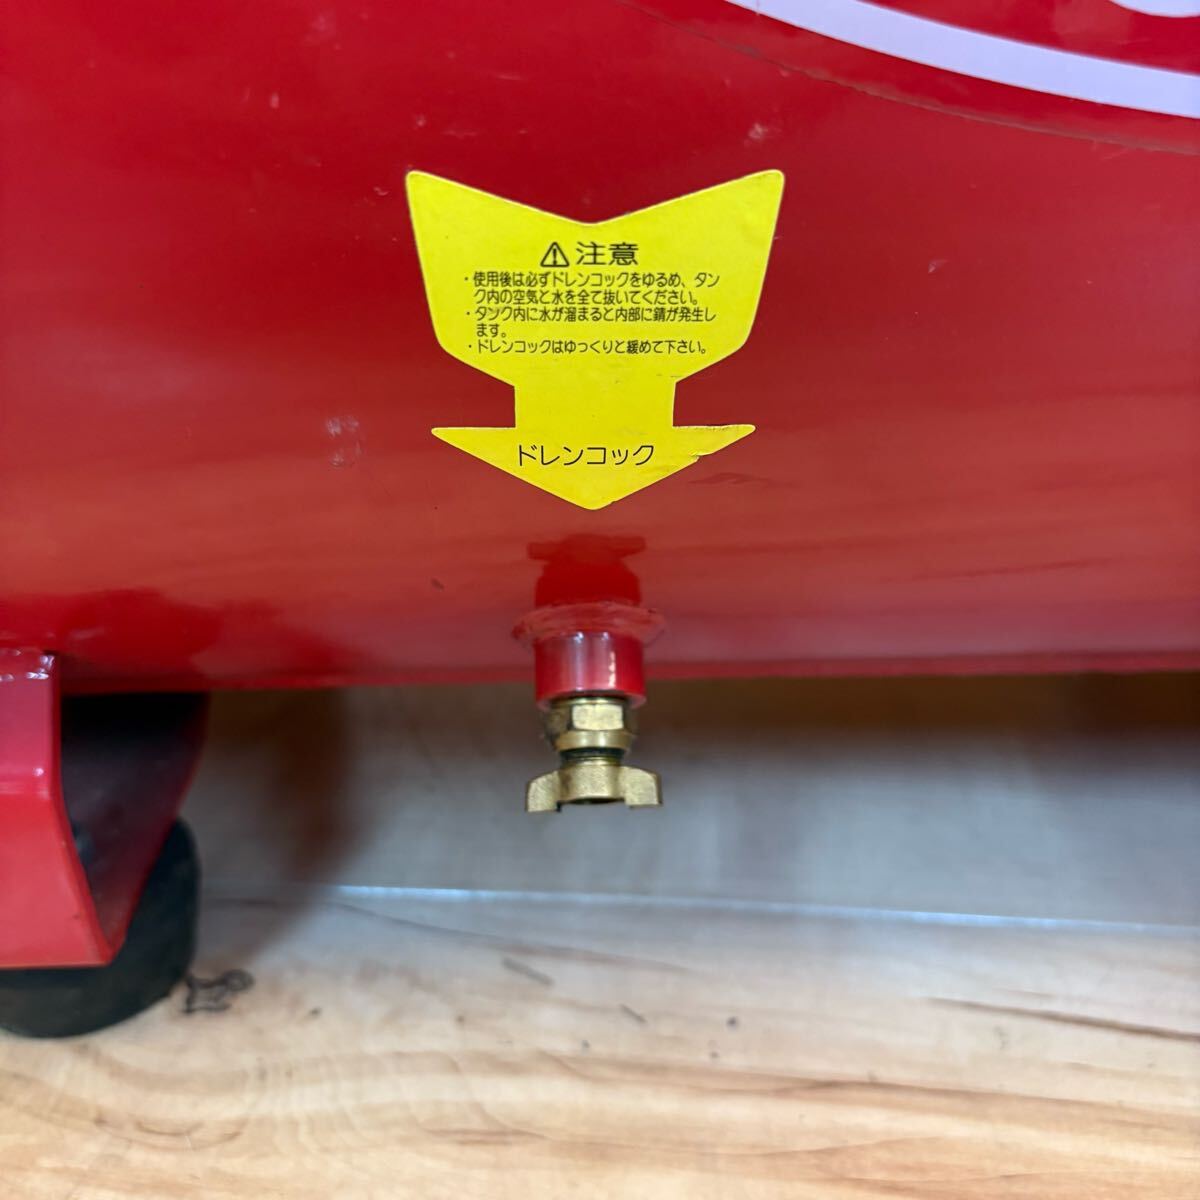 ⚠注意
・使用後は必ずドレンコックをゆるめ、タン
ク内の空気と水を全て抜いてください。
・タンク内に水が溜まると内部に錆が発生し
ます。
・ドレンコックはゆっくりと緩めて下さい。
ドレンコック